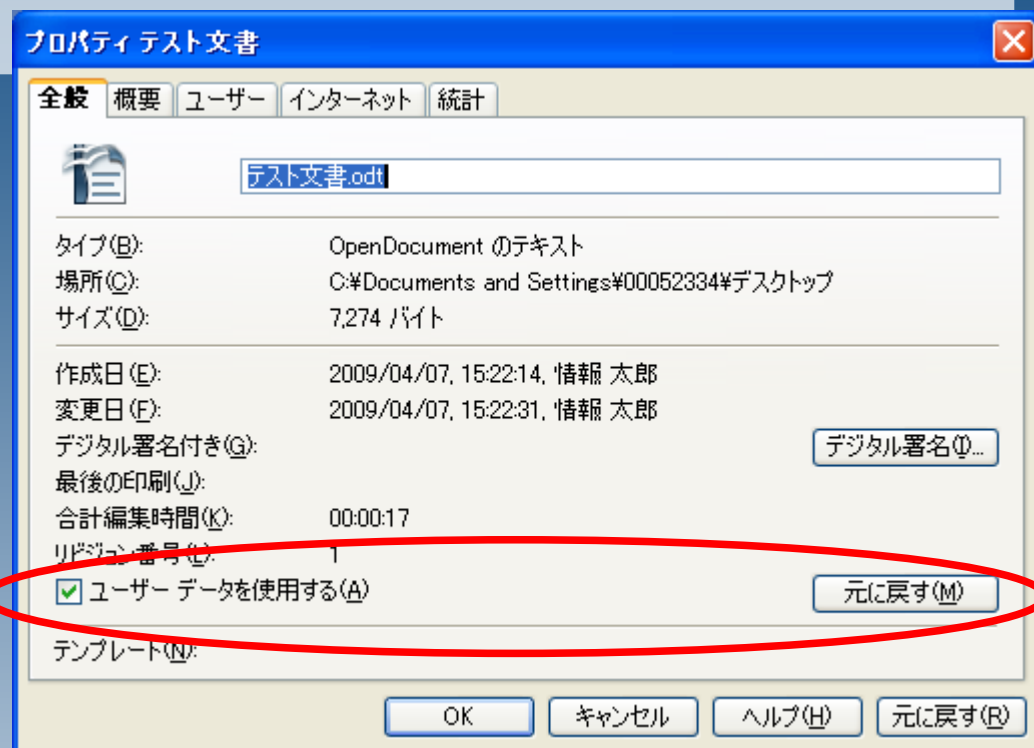 プロパティ テスト文書
全般 概要 ユーザー インターネット 統計
テスト文書.odt
タイプ(B): OpenDocument のテキスト
場所(C): C:¥Documents and Settings¥00052334¥デスクトップ
サイズ(D): 7,274 バイト
作成日(E): 2009/04/07, 15:22:14, 情報 太郎
変更日(F): 2009/04/07, 15:22:31, 情報 太郎
デジタル署名付き(G): デジタル署名(I)...
最後の印刷(J):
合計編集時間(K): 00:00:17
リビジョン番号(L): 1
ユーザー データを使用する(A) 元に戻す(M)
テンプレート(N):
OK キャンセル ヘルプ(H) 元に戻す(R)